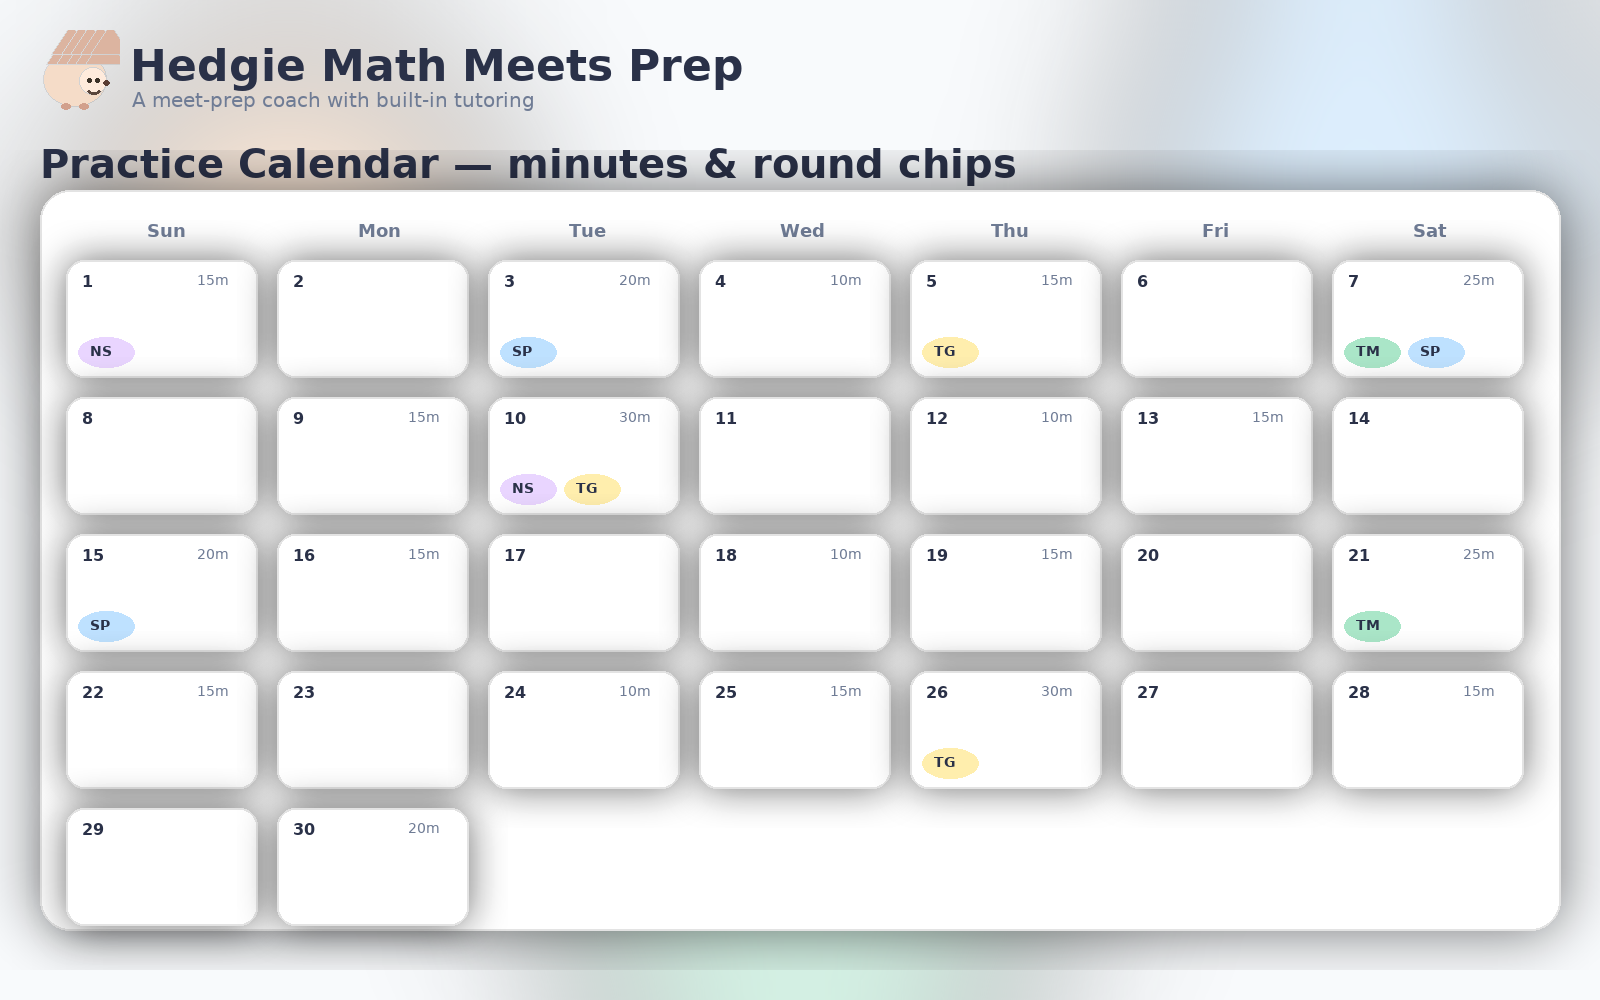 Hedgie Math Meets Prep
A meet-prep coach with built-in tutoring
Practice Calendar — minutes & round chips
Sun Mon Tue Wed Thu Fri Sat
1 15m 2 3 20m 4 10m 5 15m 6 7 25m
NS SP TG TM SP
8 9 15m 10 30m 11 12 10m 13 15m 14
NS TG
15 20m 16 15m 17 18 10m 19 15m 20 21 25m
SP TM
22 15m 23 24 10m 25 15m 26 30m 27 28 15m
TG
29 30 20m